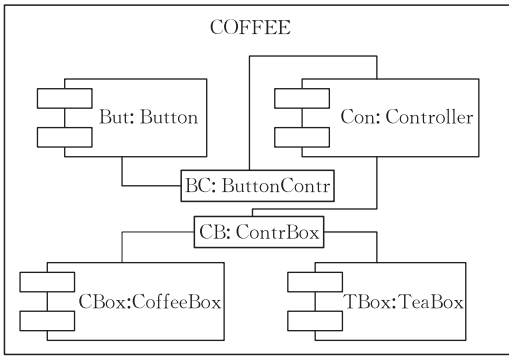 COFFEE
But: Button
Con: Controller
BC: ButtonContr
CB: ContrBox
CBox:CoffeeBox
TBox:TeaBox